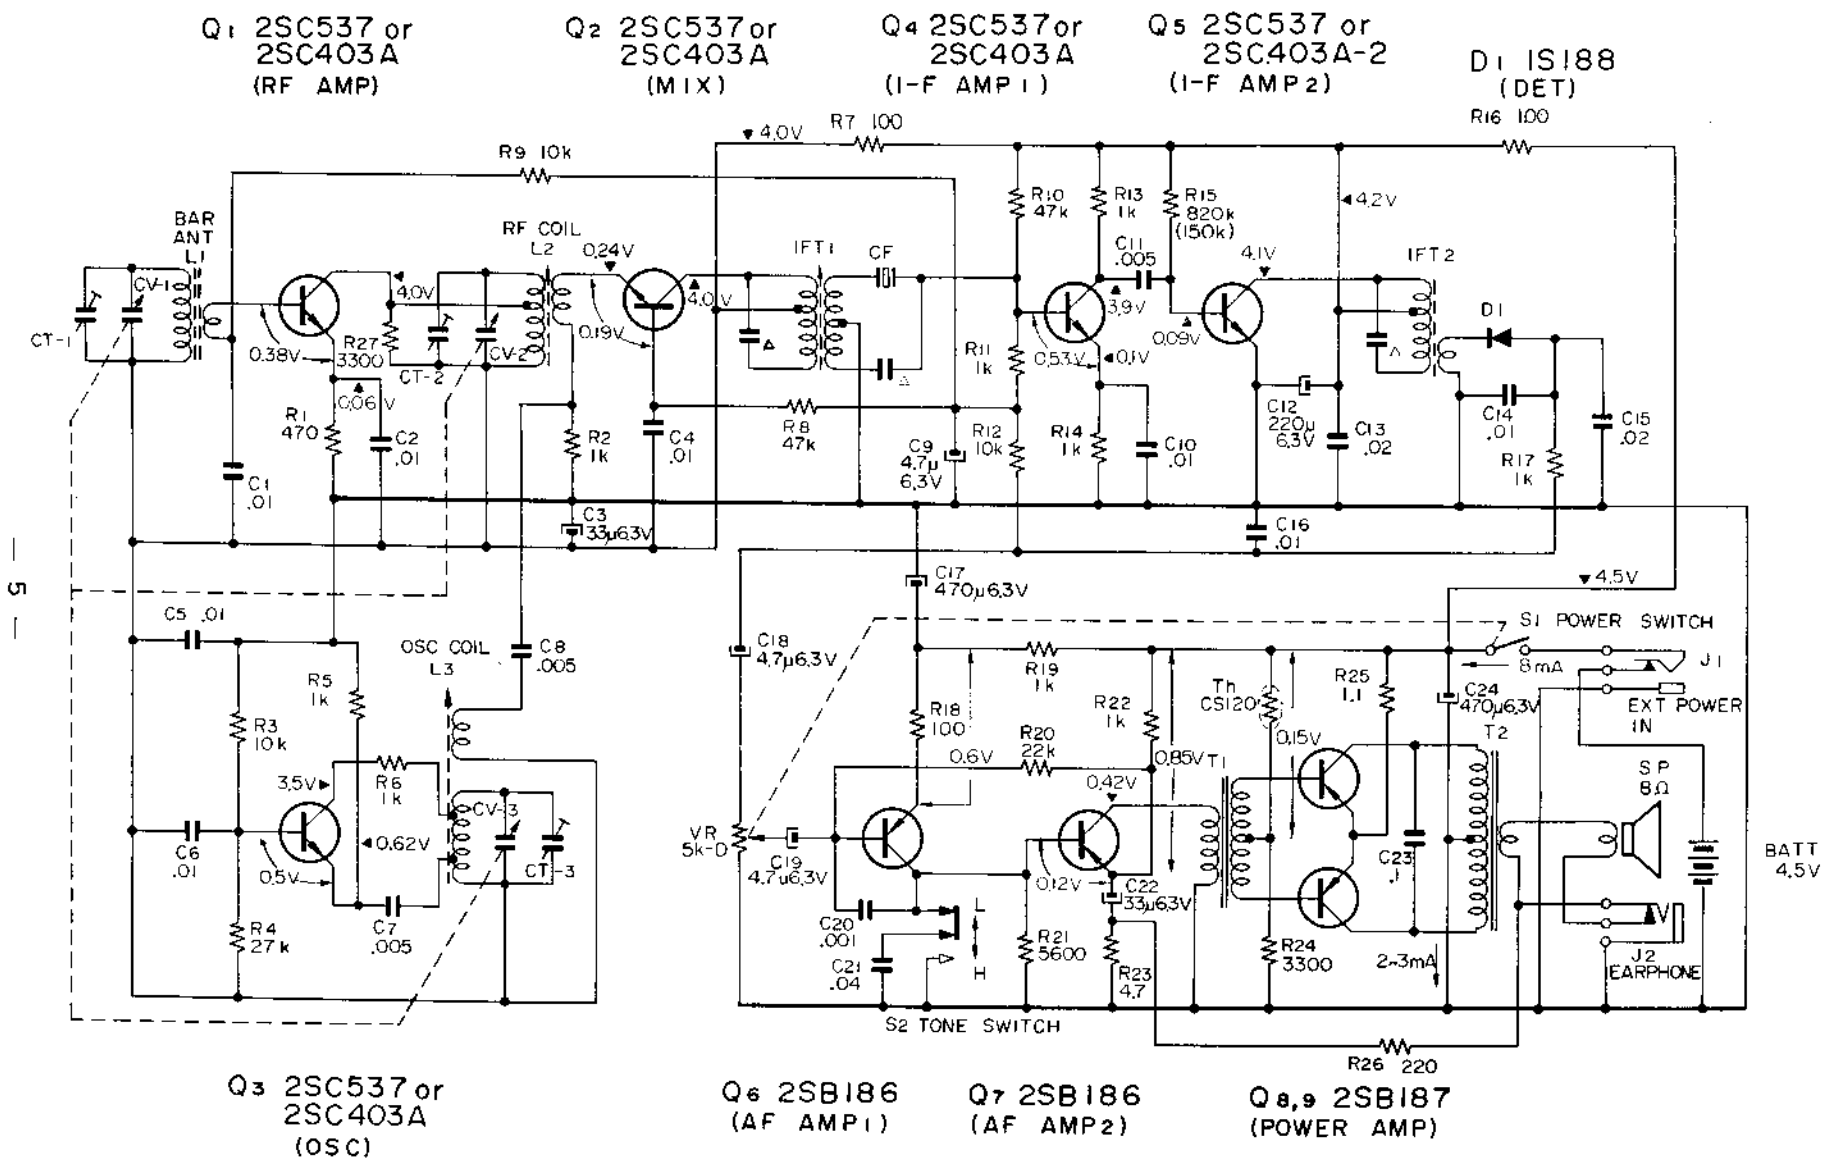 Q1 2SC537 or
2SC403A
(RF AMP)
Q2 2SC537 or
2SC403A
(MIX)
Q4 2SC537 or
2SC403A
(I-F AMP1)
Q5 2SC537 or
2SC403A-2
(I-F AMP2)
D1 1S188
(DET)
R16 100
R7 100
4.0V
R9 10k
BAR
ANT
L1
RF COIL
L2
0.24V
IFT1
CF
R10
47k
R13
1k
R15
820k
(150k)
4.2V
C11
.005
4.1V
IFT2
CV-1
CT-1
4.0V
R27
3300
0.38V
CT-2
CV-2
0.19V
4.0V
3.9V
0.09V
D1
R11
1k
0.53V
0.1V
0.06V
R1
470
C2
.01
C1
.01
R2
1k
C4
.01
R8
47k
C9
4.7μ
6.3V
R12
10k
R14
1k
C10
.01
C12
220μ
6.3V
C13
.02
C14
.01
C15
.02
R17
1k
C3
33μ6.3V
C16
.01
C17
470μ6.3V
4.5V
— 5 —
C5 .01
OSC COIL
L3
C8
.005
C18
4.7μ6.3V
S1 POWER SWITCH
8mA
J1
EXT POWER
IN
R5
1k
R3
10k
R19
1k
Th
CS120
R25
1.1
C24
470μ6.3V
R18
100
R22
1k
R20
22k
0.6V
0.85V
0.15V
T1
T2
SP
8Ω
3.5V
R6
1k
CV-3
0.42V
VR
5k-D
C6
.01
0.62V
0.5V
CT-3
C19
4.7μ6.3V
0.12V
C22
33μ6.3V
C23
.1
BATT
4.5V
R4
27k
C7
.005
C20
.001
C21
.04
L
H
R21
5600
R23
4.7
R24
3300
2~3mA
J2
EARPHONE
S2 TONE SWITCH
R26 220
Q3 2SC537 or
2SC403A
(OSC)
Q6 2SB186
(AF AMP1)
Q7 2SB186
(AF AMP2)
Q8,9 2SB187
(POWER AMP)